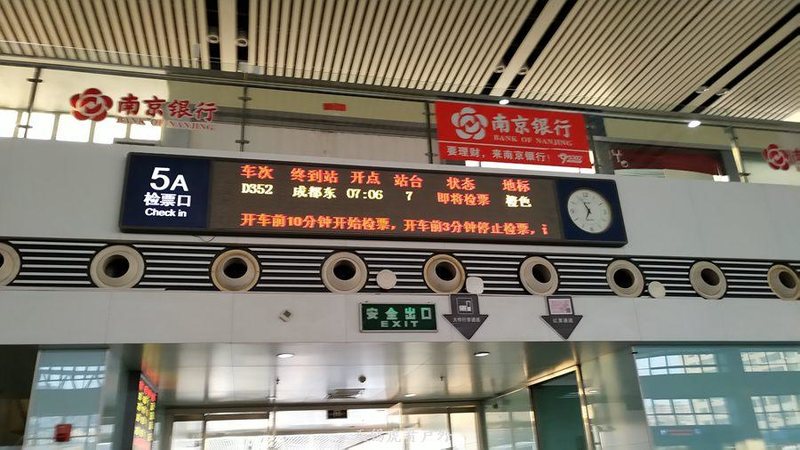 南京银行
BANK OF NANJING
南京银行
BANK OF NANJING
要理财，来南京银行！
5A
检票口
Check in
车次 终到站 开点 站台 状态 地标
D352 成都东 07:06 7 即将检票 橙色
开车前10分钟开始检票，开车前3分钟停止检票，
安全出口
EXIT